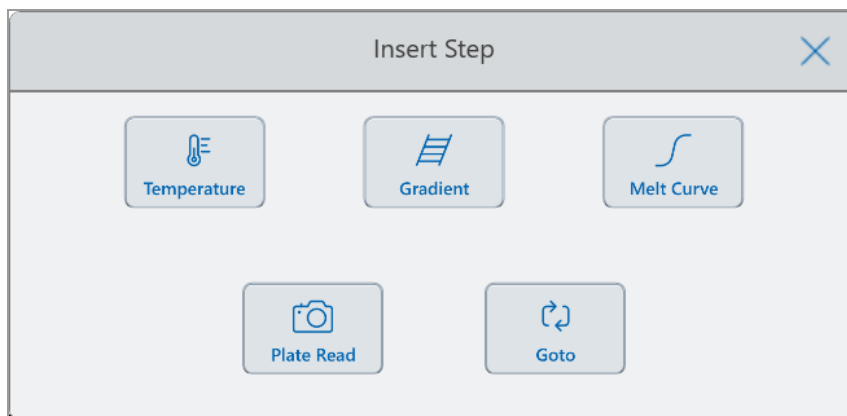 Insert Step
Temperature
Gradient
Melt Curve
Plate Read
Goto